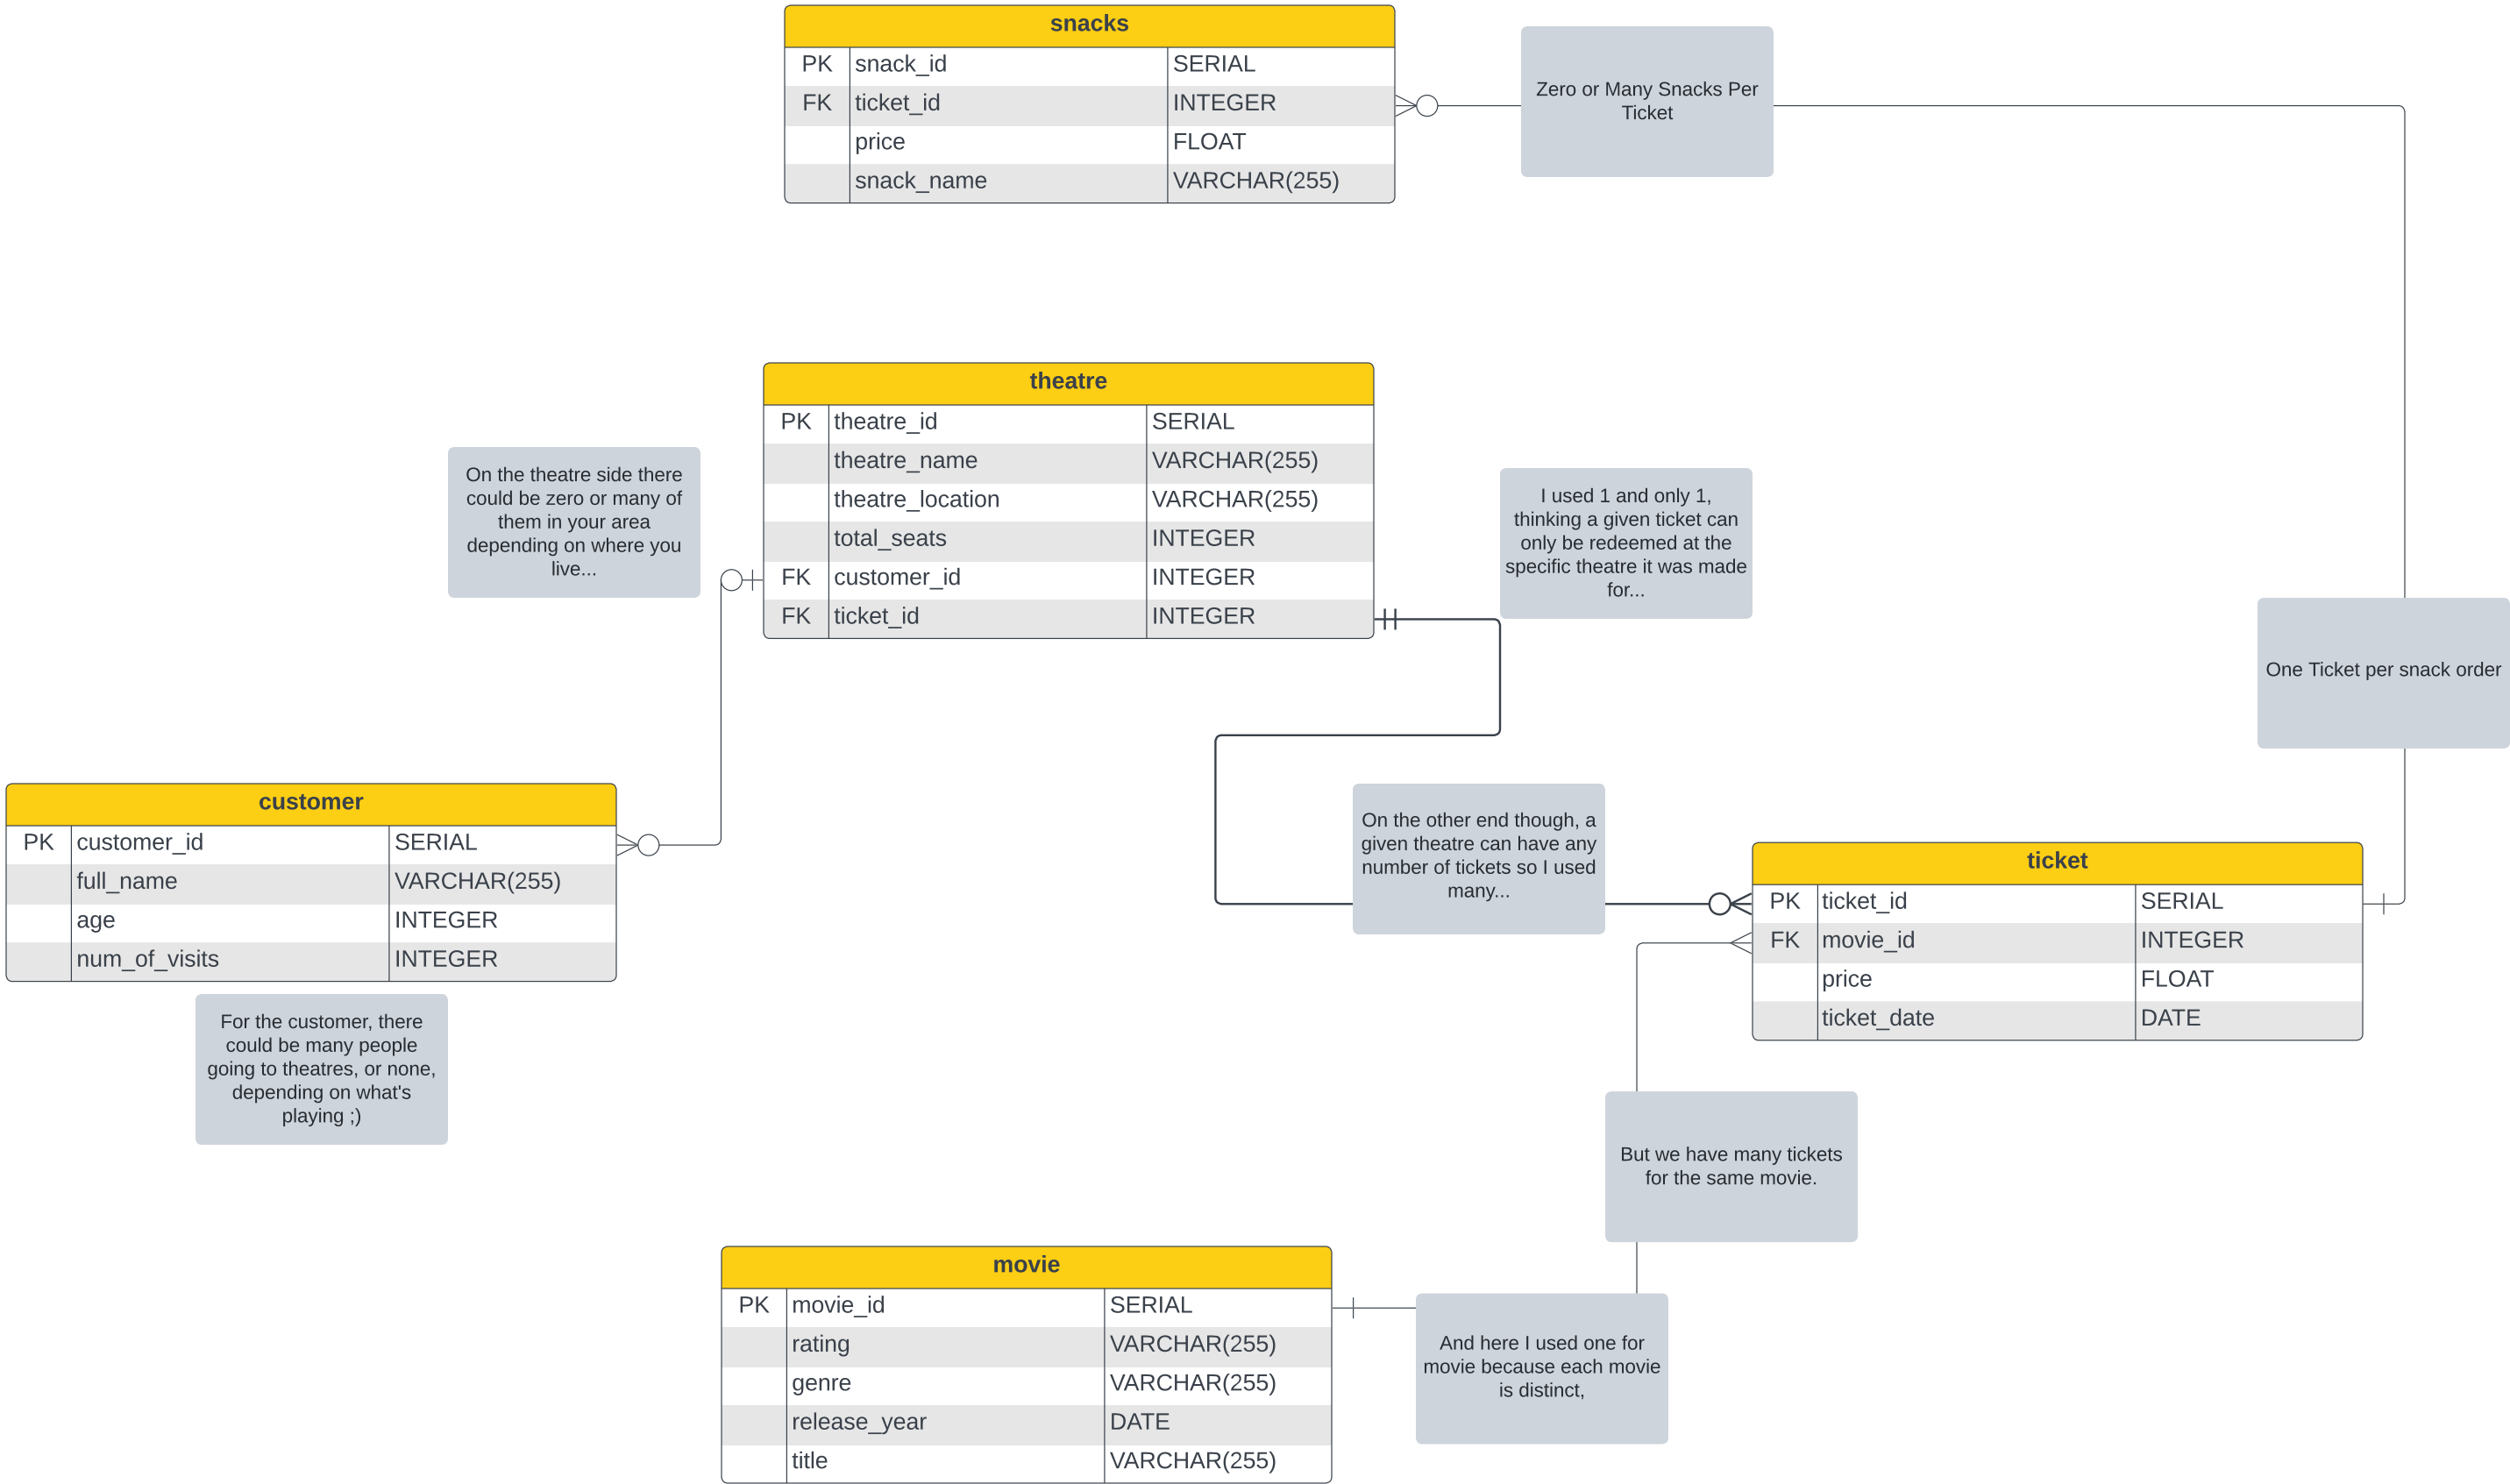 snacks
PK snack_id SERIAL
FK ticket_id INTEGER
price FLOAT
snack_name VARCHAR(255)
Zero or Many Snacks Per
Ticket
theatre
PK theatre_id SERIAL
theatre_name VARCHAR(255)
theatre_location VARCHAR(255)
total_seats INTEGER
FK customer_id INTEGER
FK ticket_id INTEGER
On the theatre side there
could be zero or many of
them in your area
depending on where you
live...
I used 1 and only 1,
thinking a given ticket can
only be redeemed at the
specific theatre it was made
for...
One Ticket per snack order
customer
PK customer_id SERIAL
full_name VARCHAR(255)
age INTEGER
num_of_visits INTEGER
On the other end though, a
given theatre can have any
number of tickets so I used
many...
ticket
PK ticket_id SERIAL
FK movie_id INTEGER
price FLOAT
ticket_date DATE
For the customer, there
could be many people
going to theatres, or none,
depending on what's
playing ;)
But we have many tickets
for the same movie.
movie
PK movie_id SERIAL
rating VARCHAR(255)
genre VARCHAR(255)
release_year DATE
title VARCHAR(255)
And here I used one for
movie because each movie
is distinct,